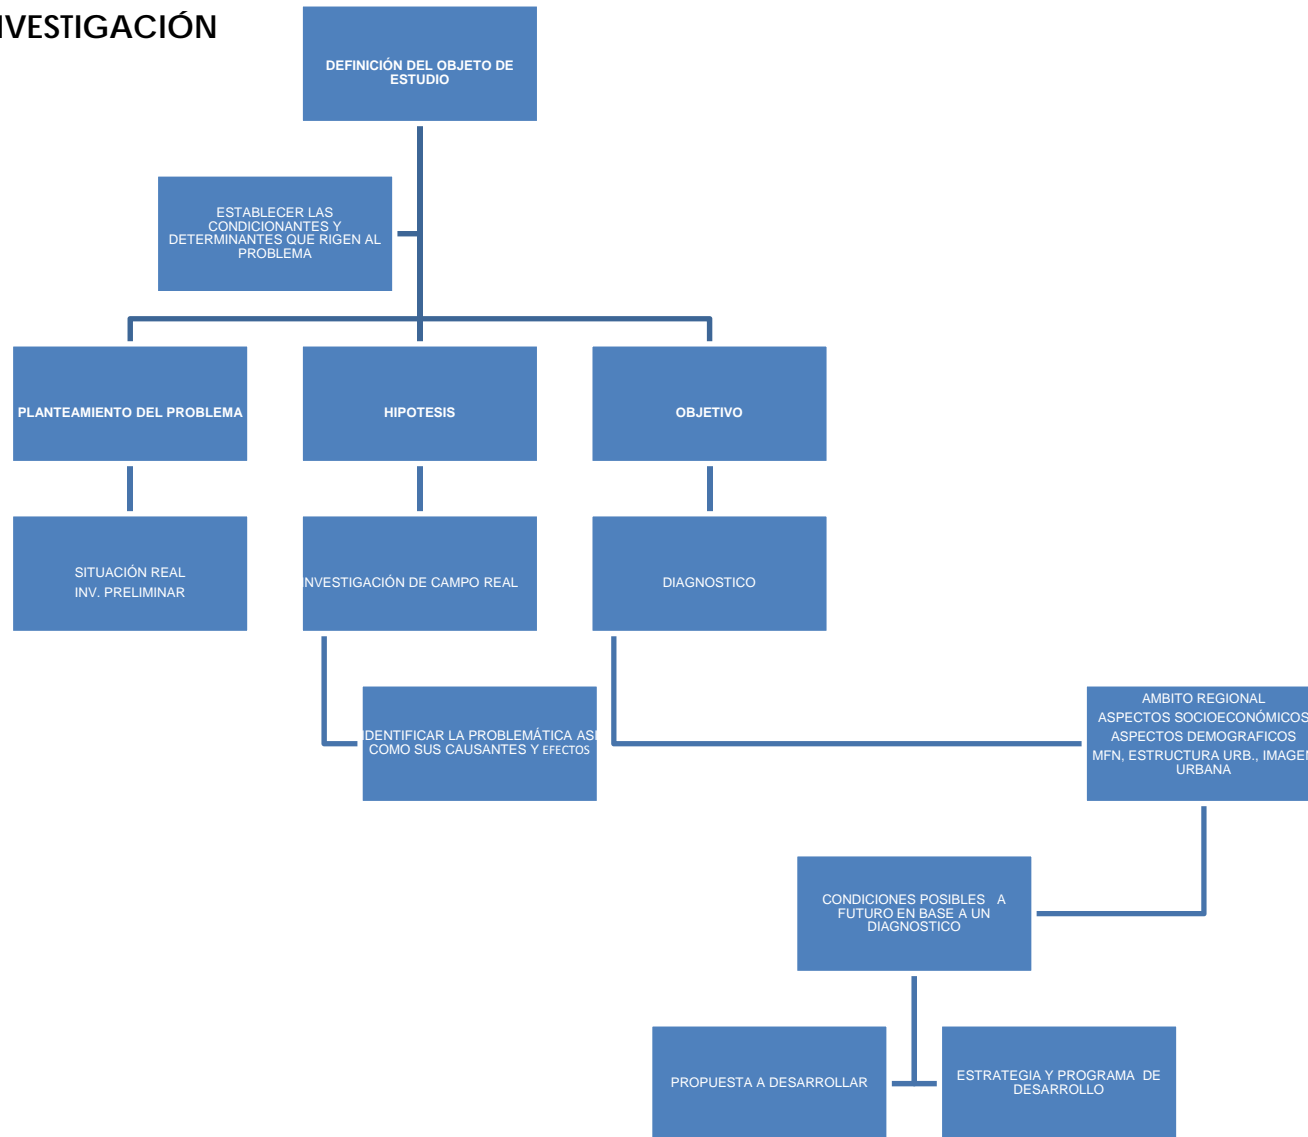 NVESTIGACIÓN
DEFINICIÓN DEL OBJETO DE
ESTUDIO
ESTABLECER LAS
CONDICIONANTES Y
DETERMINANTES QUE RIGEN AL
PROBLEMA
PLANTEAMIENTO DEL PROBLEMA
HIPOTESIS
OBJETIVO
SITUACIÓN REAL
INV. PRELIMINAR
INVESTIGACIÓN DE CAMPO REAL
DIAGNOSTICO
IDENTIFICAR LA PROBLEMÁTICA ASI
COMO SUS CAUSANTES Y EFECTOS
AMBITO REGIONAL
ASPECTOS SOCIOECONÓMICOS
ASPECTOS DEMOGRAFICOS
MFN, ESTRUCTURA URB., IMAGEN
URBANA
CONDICIONES POSIBLES A
FUTURO EN BASE A UN
DIAGNOSTICO
PROPUESTA A DESARROLLAR
ESTRATEGIA Y PROGRAMA DE
DESARROLLO